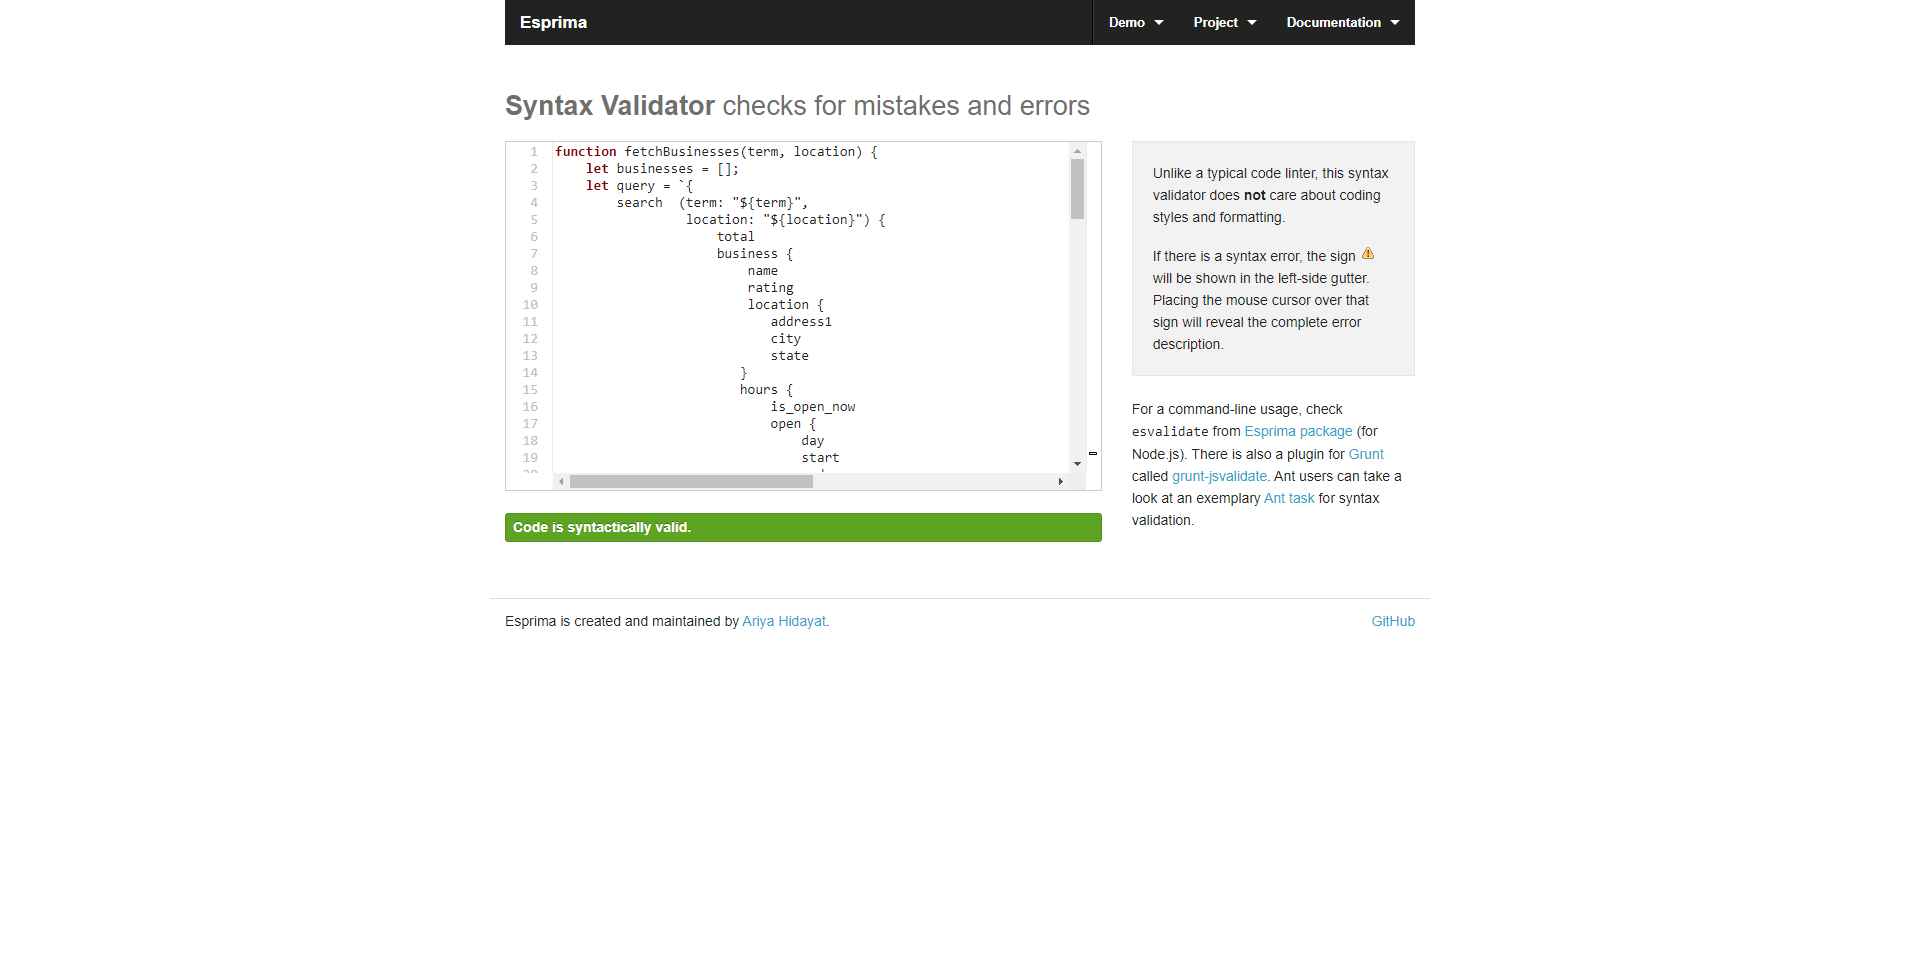 Esprima
Demo
Project
Documentation
Syntax Validator checks for mistakes and errors
1 function fetchBusinesses(term, location) {
2 let businesses = [];
3 let query = `{
4 search  (term: "${term}",
5 location: "${location}") {
6 total
7 business {
8 name
9 rating
10 location {
11 address1
12 city
13 state
14 }
15 hours {
16 is_open_now
17 open {
18 day
19 start
Code is syntactically valid.
Unlike a typical code linter, this syntax
validator does not care about coding
styles and formatting.
If there is a syntax error, the sign
will be shown in the left-side gutter.
Placing the mouse cursor over that
sign will reveal the complete error
description.
For a command-line usage, check
esvalidate from Esprima package (for
Node.js). There is also a plugin for Grunt
called grunt-jsvalidate. Ant users can take a
look at an exemplary Ant task for syntax
validation.
Esprima is created and maintained by Ariya Hidayat.
GitHub